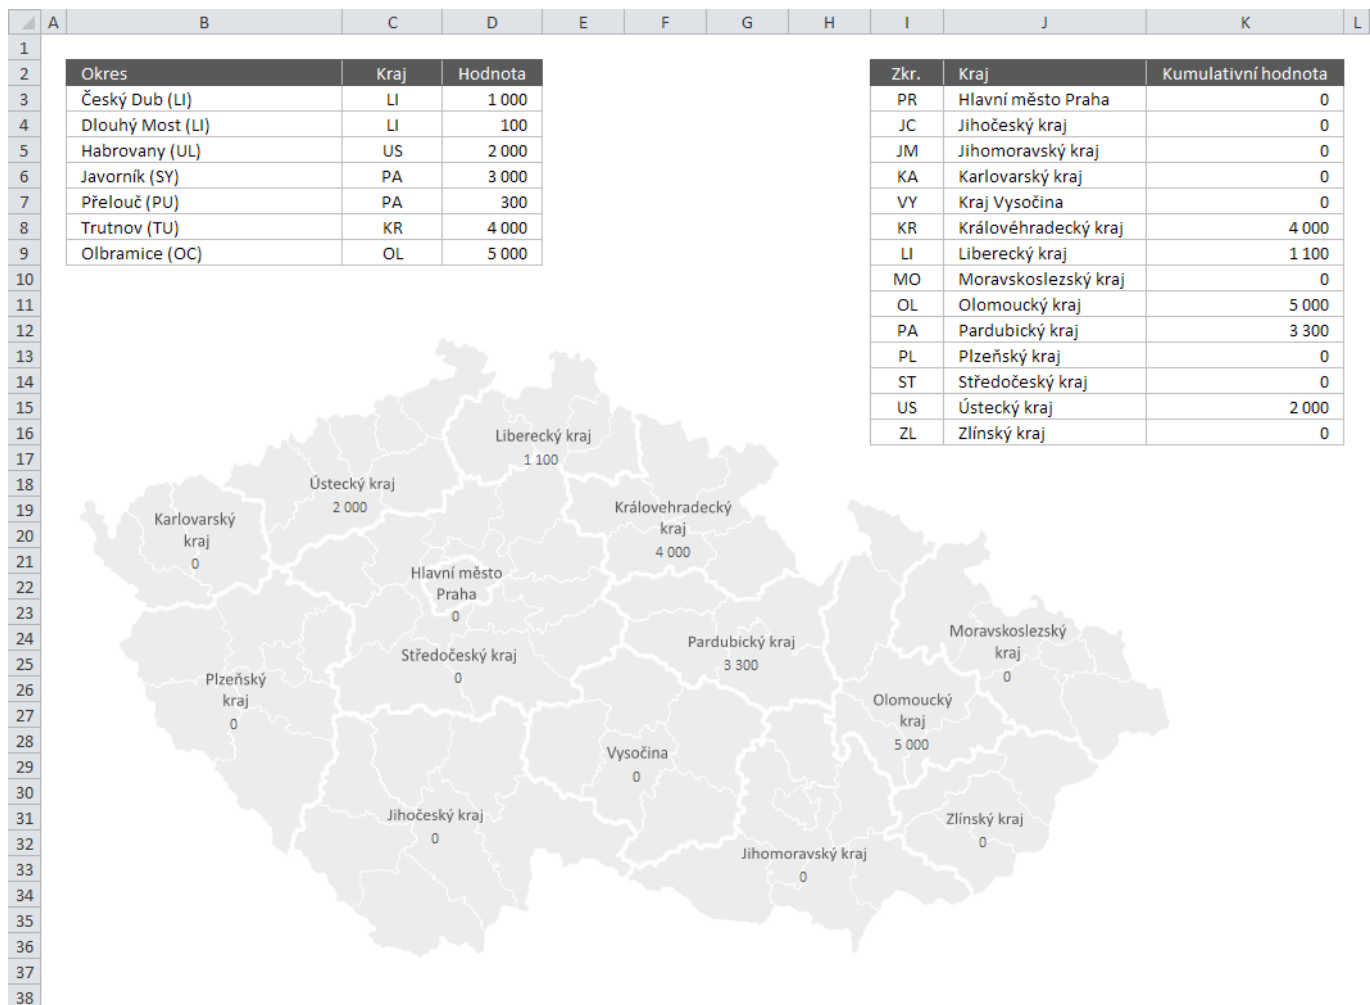 A B C D E F G H I J K L
1
2 Okres Kraj Hodnota Zkr. Kraj Kumulativní hodnota
3 Český Dub (LI) LI 1 000 PR Hlavní město Praha 0
4 Dlouhý Most (LI) LI 100 JC Jihočeský kraj 0
5 Habrovany (UL) US 2 000 JM Jihomoravský kraj 0
6 Javorník (SY) PA 3 000 KA Karlovarský kraj 0
7 Přelouč (PU) PA 300 VY Kraj Vysočina 0
8 Trutnov (TU) KR 4 000 KR Královéhradecký kraj 4 000
9 Olbramice (OC) OL 5 000 LI Liberecký kraj 1 100
10 MO Moravskoslezský kraj 0
11 OL Olomoucký kraj 5 000
12 PA Pardubický kraj 3 300
13 PL Plzeňský kraj 0
14 ST Středočeský kraj 0
15 US Ústecký kraj 2 000
16 ZL Zlínský kraj 0
17
18
19
20
21
22
23
24
25
26
27
28
29
30
31
32
33
34
35
36
37
38
Liberecký kraj
1 100
Ústecký kraj
2 000
Karlovarský
kraj
0
Královehradecký
kraj
4 000
Hlavní město
Praha
0
Středočeský kraj
0
Pardubický kraj
3 300
Moravskoslezský
kraj
0
Plzeňský
kraj
0
Olomoucký
kraj
5 000
Vysočina
0
Jihočeský kraj
0
Zlínský kraj
0
Jihomoravský kraj
0